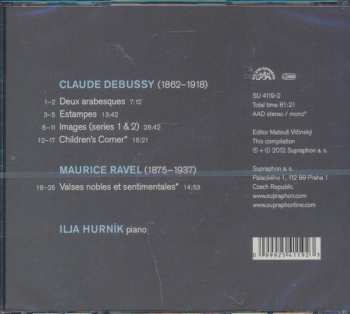 CLAUDE DEBUSSY (1862–1918)
1–2 Deux arabesques 7:12
3–5 Estampes 13:42
6–11 Images (series 1 & 2) 28:42
12–17 Children's Corner* 16:21
MAURICE RAVEL (1875–1937)
18–25 Valses nobles et sentimentales* 14:53
ILJA HURNÍK piano
SU 4119-2
Total time 81:21
AAD stereo / mono*
Editor Matouš Vlčinský
This compilation
℗ + © 2013 Supraphon a. s.
Supraphon a. s.
Palackého 1, 112 99 Praha 1
Czech Republic
www.supraphon.com
www.supraphonline.com